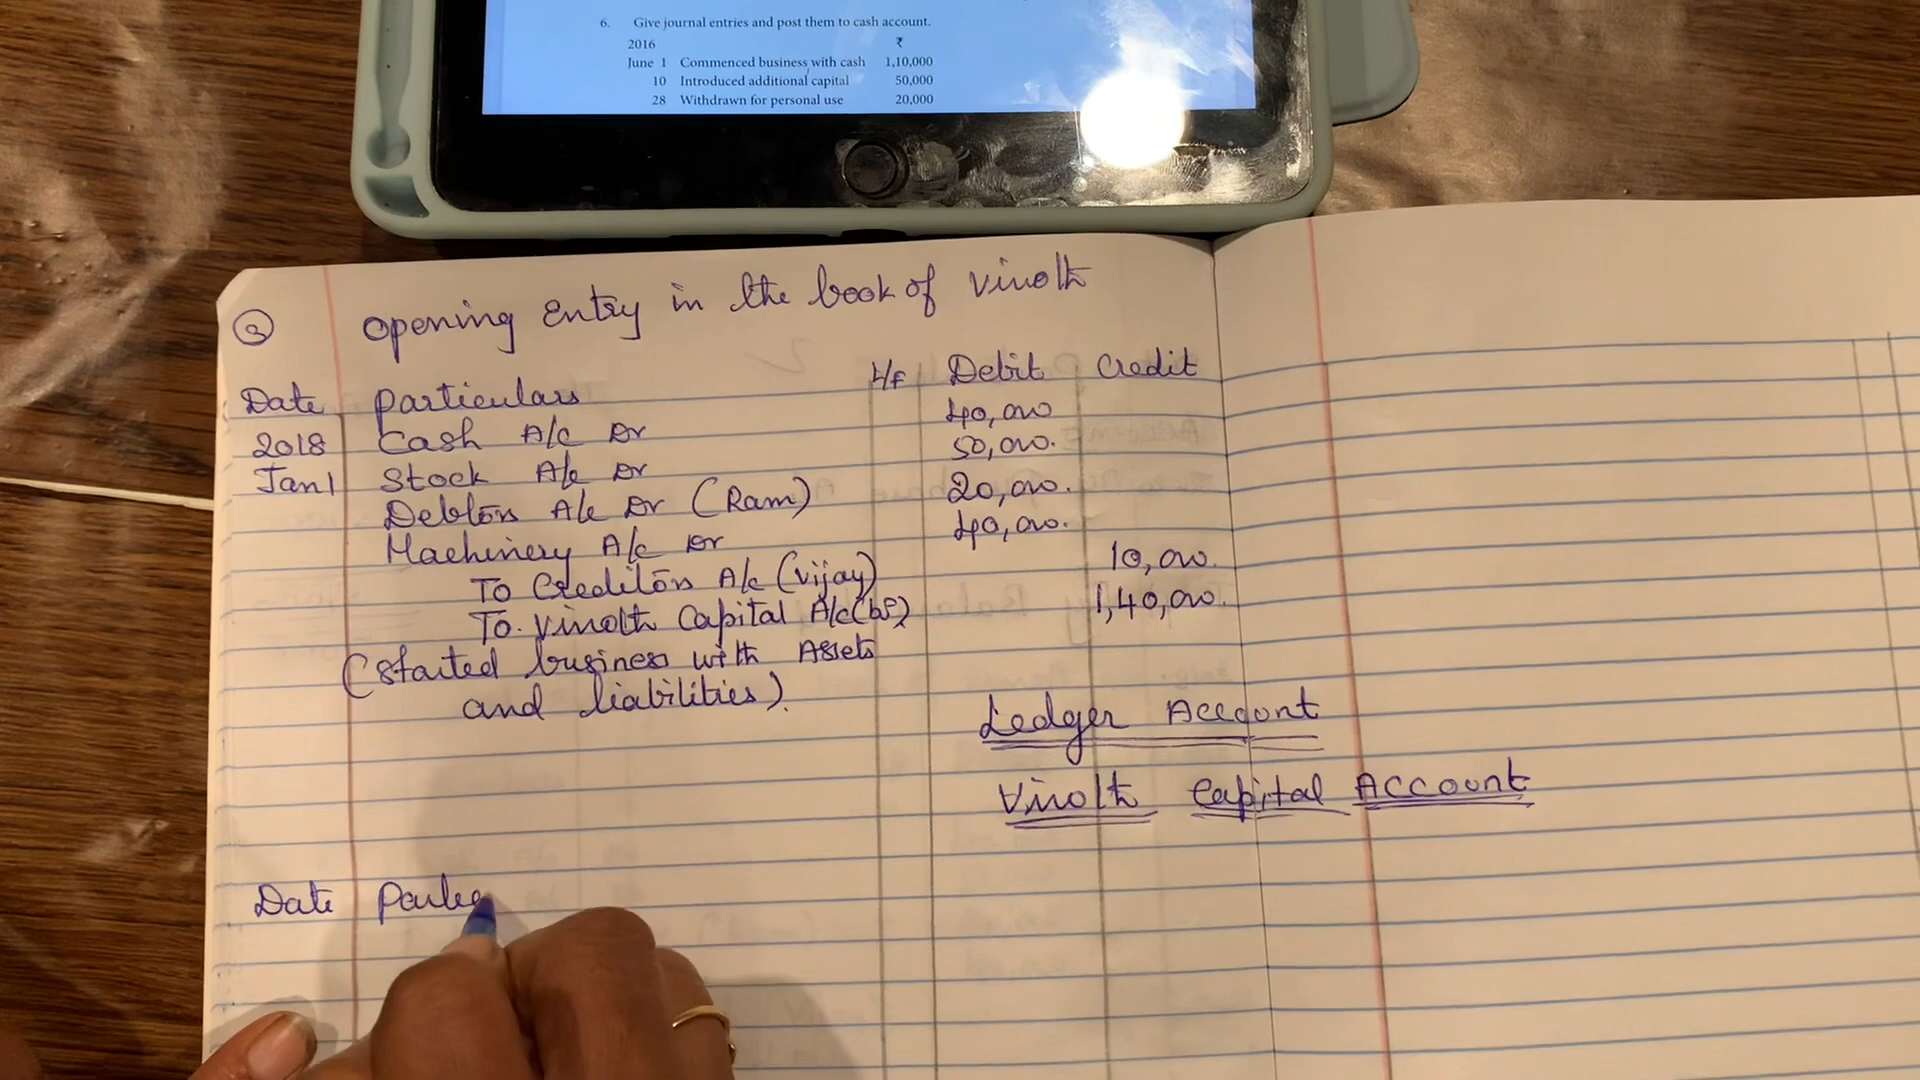 6. Give journal entries and post them to cash account.
2016 ₹
June 1 Commenced business with cash 1,10,000
10 Introduced additional capital 50,000
28 Withdrawn for personal use 20,000
③ Opening Entry in the book of Vinoth
Date Particulars L/F Debit Credit
2018 Cash A/c Dr 40,000
Jan 1 Stock A/c Dr 50,000.
Debtors A/c Dr (Ram) 20,000.
Machinery A/c Dr 40,000.
To Creditors A/c (Vijay) 10,000.
To. Vinoth Capital A/c (bf) 1,40,000.
(Started business with Assets
and liabilities).
Ledger Account
Vinoth Capital Account
Date